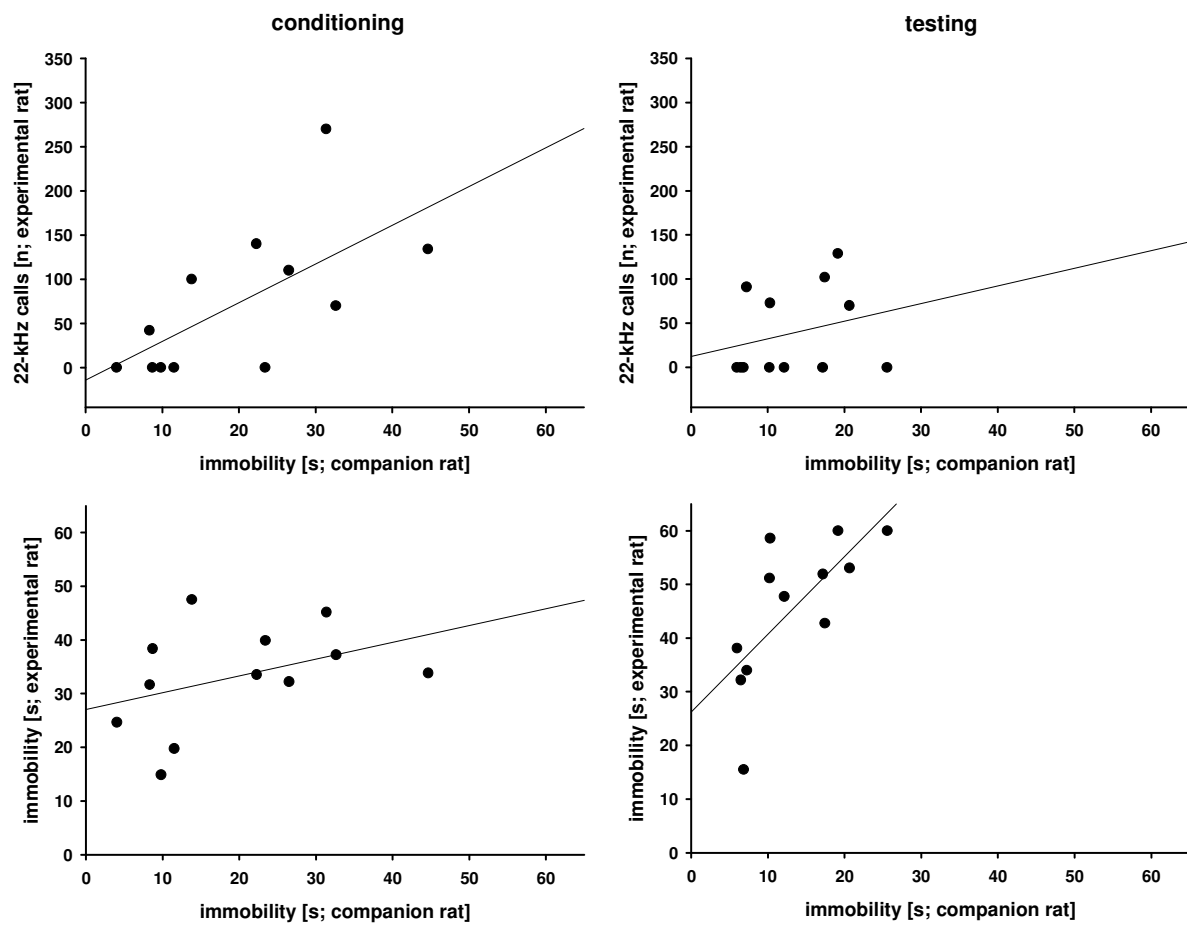 conditioning
testing
350
300
250
200
150
100
50
0
22-kHz calls [n; experimental rat]
0 10 20 30 40 50 60
immobility [s; companion rat]
350
300
250
200
150
100
50
0
22-kHz calls [n; experimental rat]
0 10 20 30 40 50 60
immobility [s; companion rat]
60
50
40
30
20
10
0
immobility [s; experimental rat]
0 10 20 30 40 50 60
immobility [s; companion rat]
60
50
40
30
20
10
0
immobility [s; experimental rat]
0 10 20 30 40 50 60
immobility [s; companion rat]